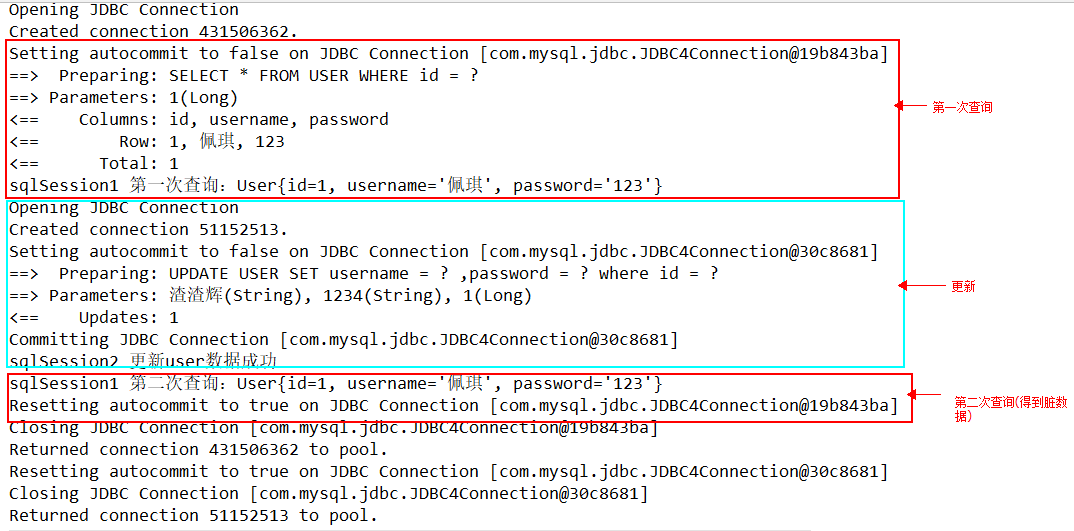 Opening JDBC Connection
Created connection 431506362.
Setting autocommit to false on JDBC Connection [com.mysql.jdbc.JDBC4Connection@19b843ba]
==>  Preparing: SELECT * FROM USER WHERE id = ?
==> Parameters: 1(Long)
<==    Columns: id, username, password
<==        Row: 1, 佩琪, 123
<==      Total: 1
sqlSession1 第一次查询：User{id=1, username='佩琪', password='123'}
第一次查询
Opening JDBC Connection
Created connection 51152513.
Setting autocommit to false on JDBC Connection [com.mysql.jdbc.JDBC4Connection@30c8681]
==>  Preparing: UPDATE USER SET username = ? ,password = ? where id = ?
==> Parameters: 渣渣辉(String), 1234(String), 1(Long)
<==    Updates: 1
Committing JDBC Connection [com.mysql.jdbc.JDBC4Connection@30c8681]
sqlSession2 更新user数据成功
更新
sqlSession1 第二次查询：User{id=1, username='佩琪', password='123'}
Resetting autocommit to true on JDBC Connection [com.mysql.jdbc.JDBC4Connection@19b843ba]
第二次查询(得到脏数
据)
Closing JDBC Connection [com.mysql.jdbc.JDBC4Connection@19b843ba]
Returned connection 431506362 to pool.
Resetting autocommit to true on JDBC Connection [com.mysql.jdbc.JDBC4Connection@30c8681]
Closing JDBC Connection [com.mysql.jdbc.JDBC4Connection@30c8681]
Returned connection 51152513 to pool.